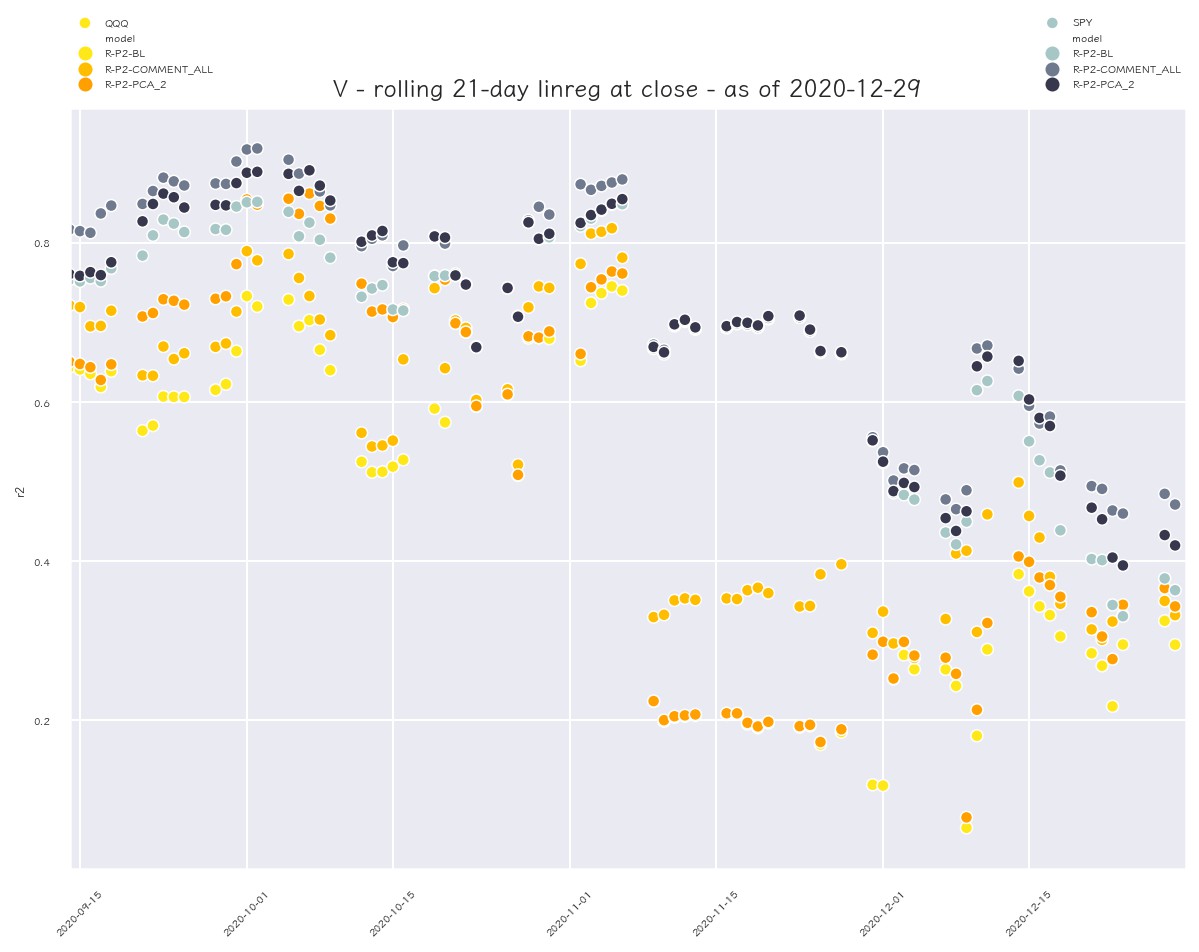 QQQ
model
R-P2-BL
R-P2-COMMENT_ALL
R-P2-PCA_2
SPY
model
R-P2-BL
R-P2-COMMENT_ALL
R-P2-PCA_2
V - rolling 21-day linreg at close - as of 2020-12-29
0.8
0.6
r2
0.4
0.2
2020-09-15
2020-10-01
2020-10-15
2020-11-01
2020-11-15
2020-12-01
2020-12-15